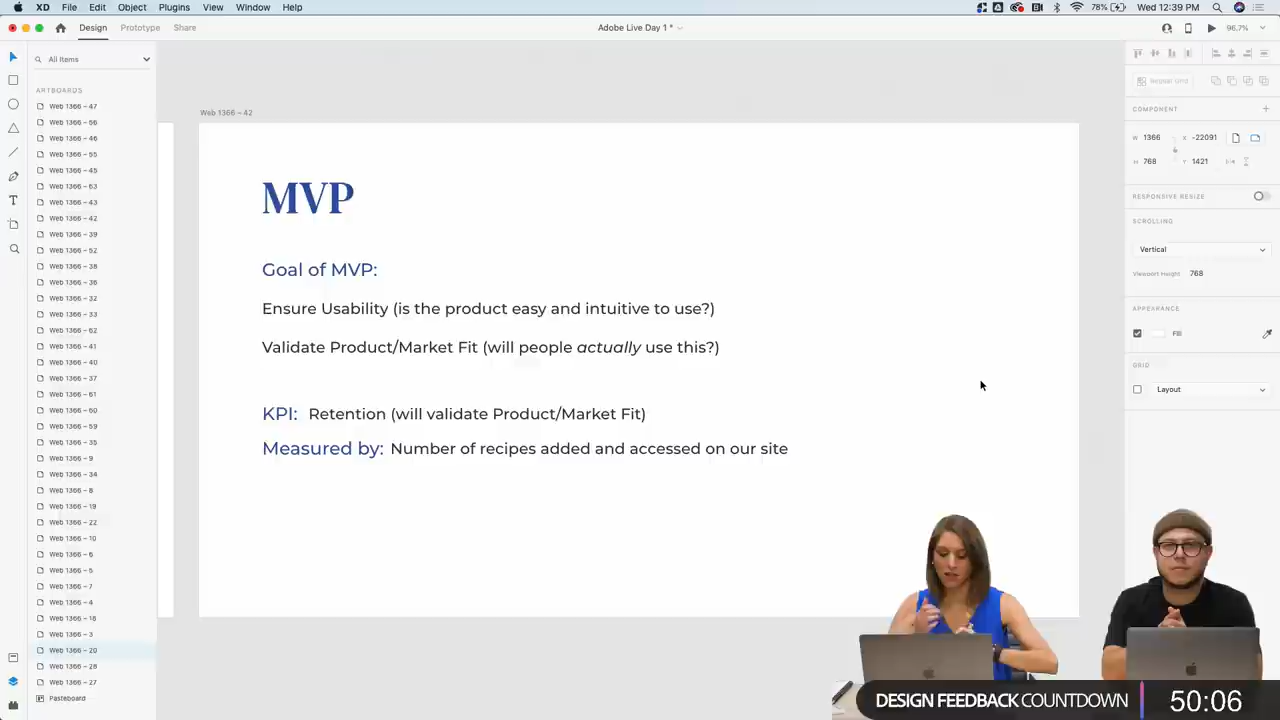 XD File Edit Object Plugins View Window Help
78% Wed 12:39 PM
Design Prototype Share
Adobe Live Day 1 *
96.7%
All Items
ARTBOARDS
Web 1366 – 47
Web 1366 – 56
Web 1366 – 46
Web 1366 – 55
Web 1366 – 45
Web 1366 – 63
Web 1366 – 43
Web 1366 – 42
Web 1366 – 39
Web 1366 – 52
Web 1366 – 38
Web 1366 – 36
Web 1366 – 32
Web 1366 – 33
Web 1366 – 62
Web 1366 – 41
Web 1366 – 40
Web 1366 – 37
Web 1366 – 61
Web 1366 – 60
Web 1366 – 59
Web 1366 – 35
Web 1366 – 9
Web 1366 – 34
Web 1366 – 8
Web 1366 – 19
Web 1366 – 22
Web 1366 – 10
Web 1366 – 6
Web 1366 – 5
Web 1366 – 7
Web 1366 – 4
Web 1366 – 18
Web 1366 – 3
Web 1366 – 20
Web 1366 – 28
Web 1366 – 27
Pasteboard
Web 1366 – 42
MVP
Goal of MVP:
Ensure Usability (is the product easy and intuitive to use?)
Validate Product/Market Fit (will people actually use this?)
KPI: Retention (will validate Product/Market Fit)
Measured by: Number of recipes added and accessed on our site
Repeat Grid
COMPONENT
W 1366 X -22091
H 768 Y 1421
RESPONSIVE RESIZE
SCROLLING
Vertical
Viewport Height 768
APPEARANCE
Fill
GRID
Layout
DESIGN FEEDBACK COUNTDOWN 50:06